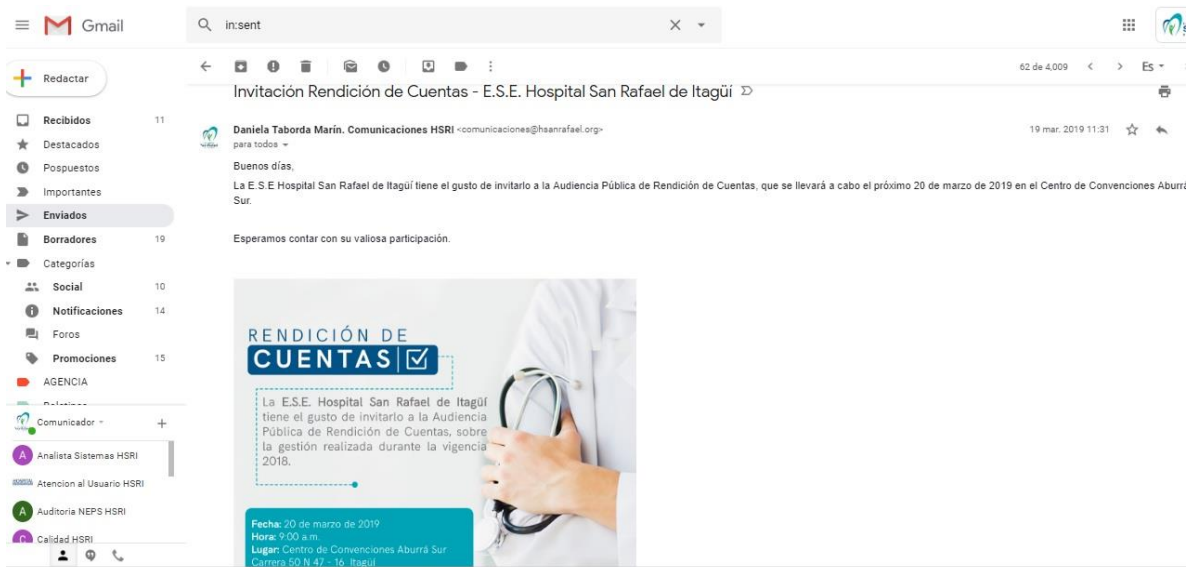 Gmail
in:sent
Redactar
62 de 4,009
Es
Invitación Rendición de Cuentas - E.S.E. Hospital San Rafael de Itagüí
Recibidos 11
Destacados
Pospuestos
Importantes
Enviados
Borradores 19
Categorías
Social 10
Notificaciones 14
Foros
Promociones 15
AGENCIA
Comunicador
Analista Sistemas HSRI
Atencion al Usuario HSRI
A Auditoria NEPS HSRI
Calidad HSRI
Daniela Taborda Marín. Comunicaciones HSRI <comunicaciones@hsanrafael.org>
19 mar. 2019 11:31
para todos
Buenos días,
La E.S.E Hospital San Rafael de Itagüí tiene el gusto de invitarlo a la Audiencia Pública de Rendición de Cuentas, que se llevará a cabo el próximo 20 de marzo de 2019 en el Centro de Convenciones Aburrá
Sur.
Esperamos contar con su valiosa participación.
RENDICIÓN DE
CUENTAS
La E.S.E. Hospital San Rafael de Itagüí
tiene el gusto de invitarlo a la Audiencia
Pública de Rendición de Cuentas, sobre
la gestión realizada durante la vigencia
2018.
Fecha: 20 de marzo de 2019
Hora: 9:00 a.m.
Lugar: Centro de Convenciones Aburrá Sur
Carrera 50 N 47 - 16 Itagüí